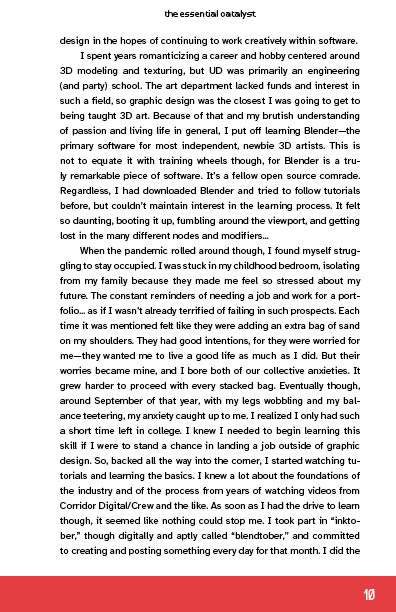 the essential catalyst
design in the hopes of continuing to work creatively within software.
I spent years romanticizing a career and hobby centered around
3D modeling and texturing, but UD was primarily an engineering
(and party) school. The art department lacked funds and interest in
such a field, so graphic design was the closest I was going to get to
being taught 3D art. Because of that and my brutish understanding
of passion and living life in general, I put off learning Blender—the
primary software for most independent, newbie 3D artists. This is
not to equate it with training wheels though, for Blender is a tru-
ly remarkable piece of software. It's a fellow open source comrade.
Regardless, I had downloaded Blender and tried to follow tutorials
before, but couldn't maintain interest in the learning process. It felt
so daunting, booting it up, fumbling around the viewport, and getting
lost in the many different nodes and modifiers...
When the pandemic rolled around though, I found myself strug-
gling to stay occupied. I was stuck in my childhood bedroom, isolating
from my family because they made me feel so stressed about my
future. The constant reminders of needing a job and work for a port-
folio... as if I wasn't already terrified of failing in such prospects. Each
time it was mentioned felt like they were adding an extra bag of sand
on my shoulders. They had good intentions, for they were worried for
me—they wanted me to live a good life as much as I did. But their
worries became mine, and I bore both of our collective anxieties. It
grew harder to proceed with every stacked bag. Eventually though,
around September of that year, with my legs wobbling and my bal-
ance teetering, my anxiety caught up to me. I realized I only had such
a short time left in college. I knew I needed to begin learning this
skill if I were to stand a chance in landing a job outside of graphic
design. So, backed all the way into the corner, I started watching tu-
torials and learning the basics. I knew a lot about the foundations of
the industry and of the process from years of watching videos from
Corridor Digital/Crew and the like. As soon as I had the drive to learn
though, it seemed like nothing could stop me. I took part in “inkto-
ber,” though digitally and aptly called “blendtober,” and committed
to creating and posting something every day for that month. I did the
10